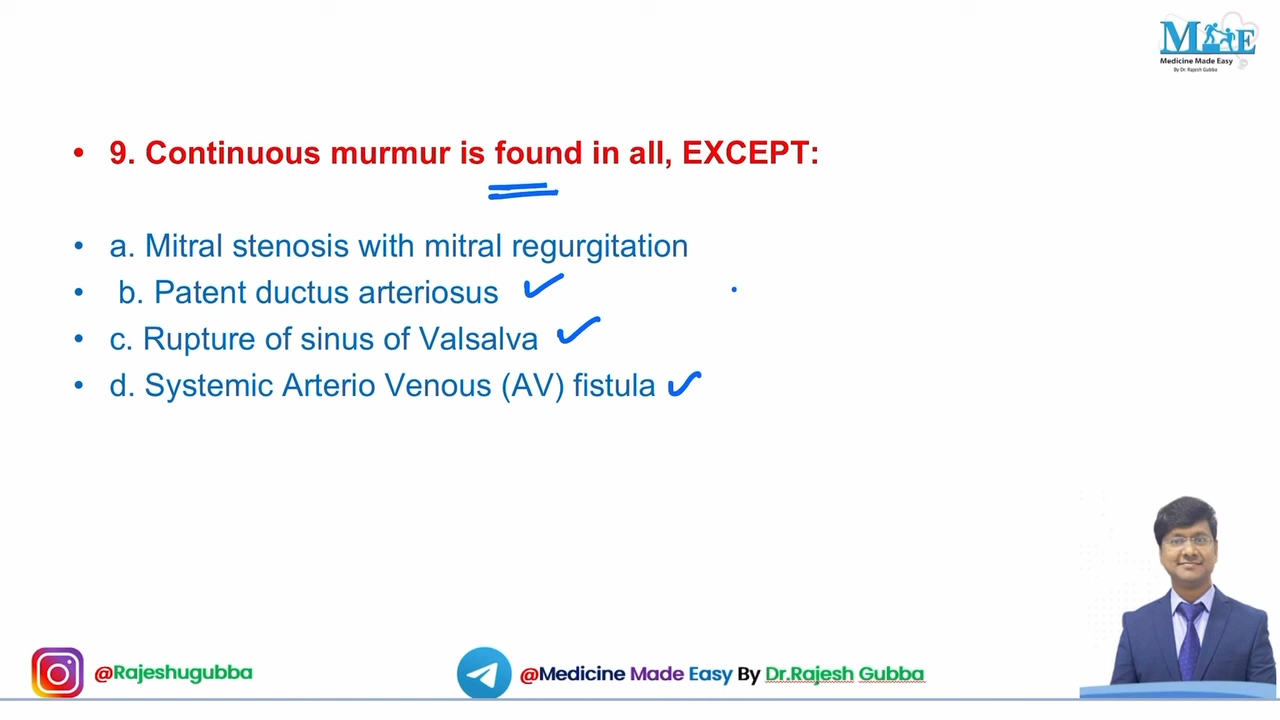 M E
Medicine Made Easy
By Dr. Rajesh Gubba
• 9. Continuous murmur is found in all, EXCEPT:
• a. Mitral stenosis with mitral regurgitation
• b. Patent ductus arteriosus
• c. Rupture of sinus of Valsalva
• d. Systemic Arterio Venous (AV) fistula
@Rajeshugubba
@Medicine Made Easy By Dr.Rajesh Gubba